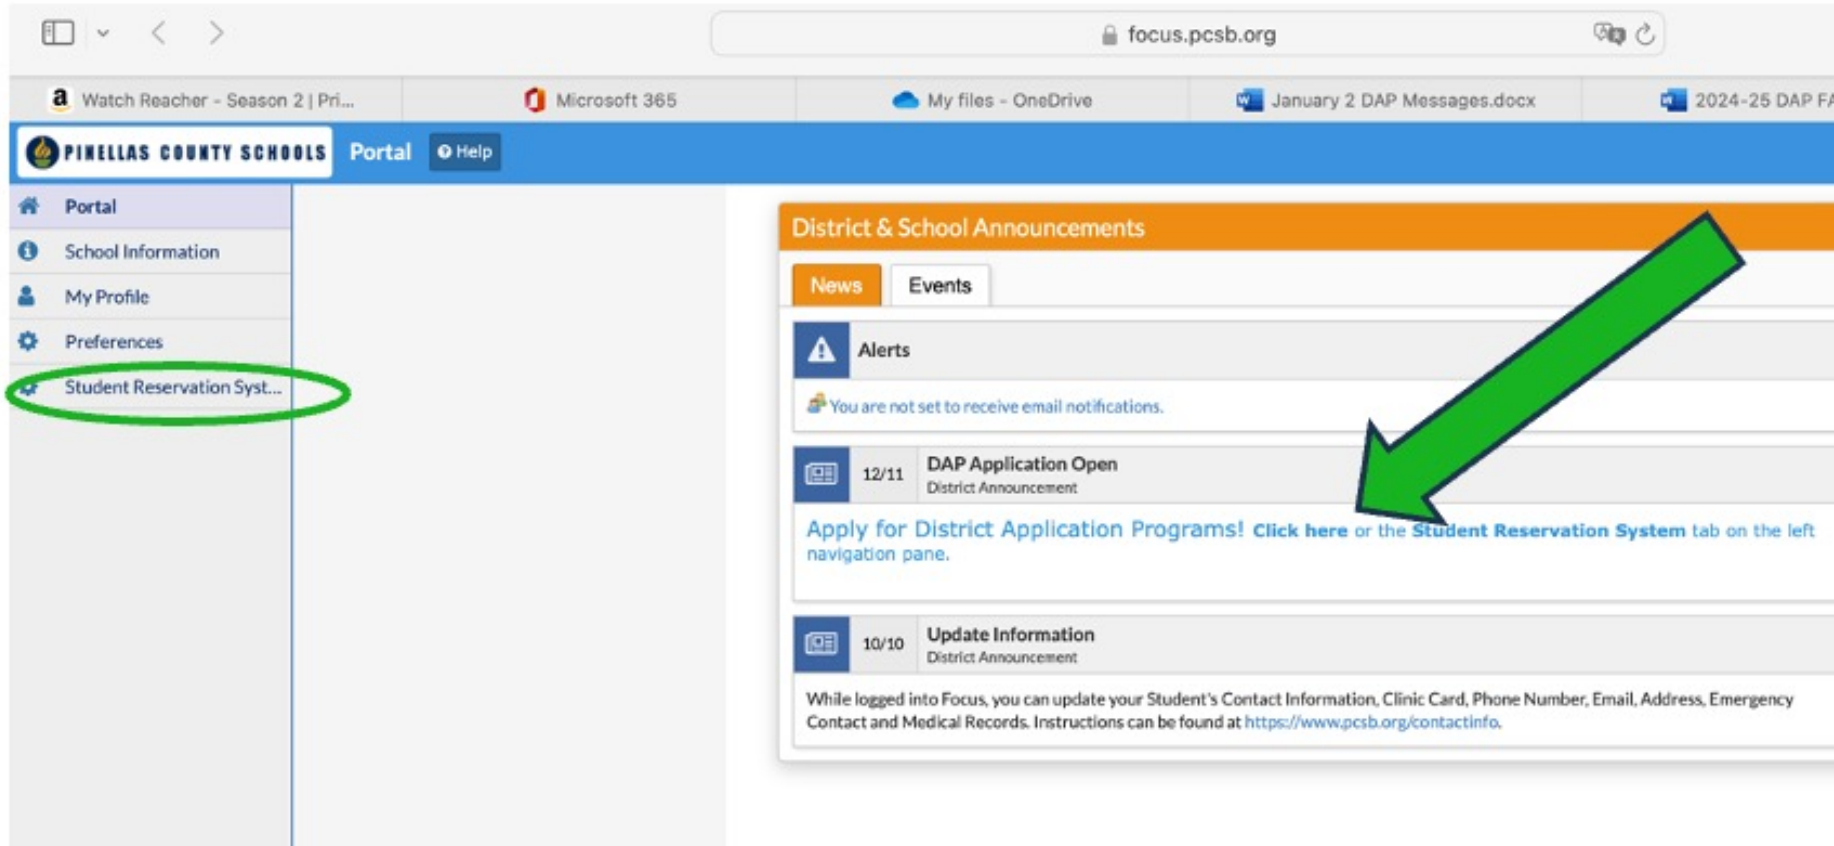 focus.pcsb.org
Watch Reacher - Season 2 | Pri...
Microsoft 365
My files - OneDrive
January 2 DAP Messages.docx
2024-25 DAP FA
PINELLAS COUNTY SCHOOLS
Portal
Help
Portal
School Information
My Profile
Preferences
Student Reservation Syst...
District & School Announcements
News
Events
Alerts
You are not set to receive email notifications.
12/11
DAP Application Open
District Announcement
Apply for District Application Programs! Click here or the Student Reservation System tab on the left
navigation pane.
10/10
Update Information
District Announcement
While logged into Focus, you can update your Student's Contact Information, Clinic Card, Phone Number, Email, Address, Emergency
Contact and Medical Records. Instructions can be found at https://www.pcsb.org/contactinfo.